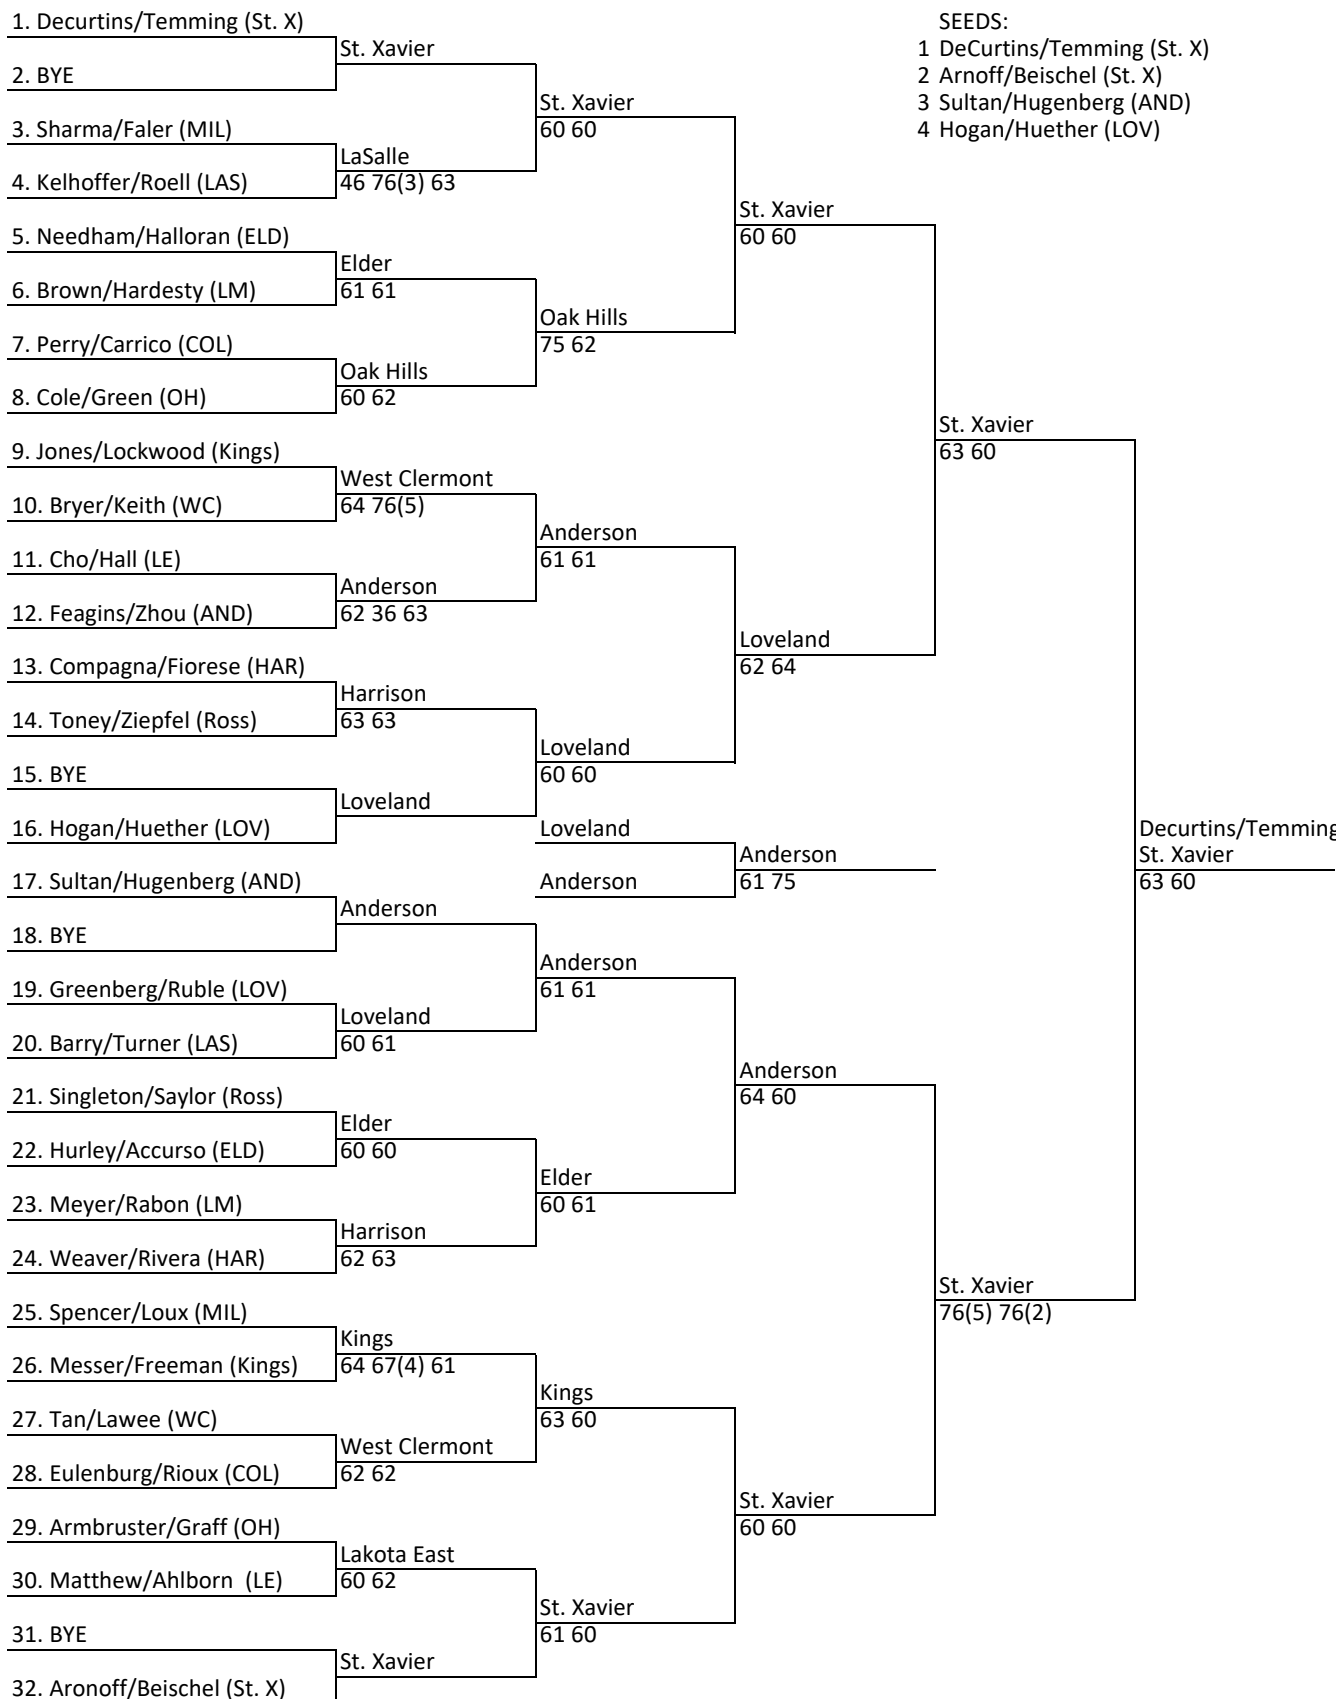 1. Decurtins/Temming (St. X)
2. BYE
3. Sharma/Faler (MIL)
4. Kelhoffer/Roell (LAS)
5. Needham/Halloran (ELD)
6. Brown/Hardesty (LM)
7. Perry/Carrico (COL)
8. Cole/Green (OH)
9. Jones/Lockwood (Kings)
10. Bryer/Keith (WC)
11. Cho/Hall (LE)
12. Feagins/Zhou (AND)
13. Compagna/Fiorese (HAR)
14. Toney/Ziepfel (Ross)
15. BYE
16. Hogan/Huether (LOV)
17. Sultan/Hugenberg (AND)
18. BYE
19. Greenberg/Ruble (LOV)
20. Barry/Turner (LAS)
21. Singleton/Saylor (Ross)
22. Hurley/Accurso (ELD)
23. Meyer/Rabon (LM)
24. Weaver/Rivera (HAR)
25. Spencer/Loux (MIL)
26. Messer/Freeman (Kings)
27. Tan/Lawee (WC)
28. Eulenburg/Rioux (COL)
29. Armbruster/Graff (OH)
30. Matthew/Ahlborn  (LE)
31. BYE
32. Aronoff/Beischel (St. X)
St. Xavier
LaSalle
46 76(3) 63
Elder
61 61
Oak Hills
60 62
West Clermont
64 76(5)
Anderson
62 36 63
Harrison
63 63
Loveland
Anderson
Loveland
60 61
Elder
60 60
Harrison
62 63
Kings
64 67(4) 61
West Clermont
62 62
Lakota East
60 62
St. Xavier
St. Xavier
60 60
Oak Hills
75 62
Anderson
61 61
Loveland
60 60
Loveland
Anderson
Anderson
61 61
Elder
60 61
Kings
63 60
St. Xavier
61 60
St. Xavier
60 60
Loveland
62 64
Anderson
61 75
Anderson
64 60
St. Xavier
60 60
St. Xavier
63 60
St. Xavier
76(5) 76(2)
Decurtins/Temming
St. Xavier
63 60
SEEDS:
1 DeCurtins/Temming (St. X)
2 Arnoff/Beischel (St. X)
3 Sultan/Hugenberg (AND)
4 Hogan/Huether (LOV)